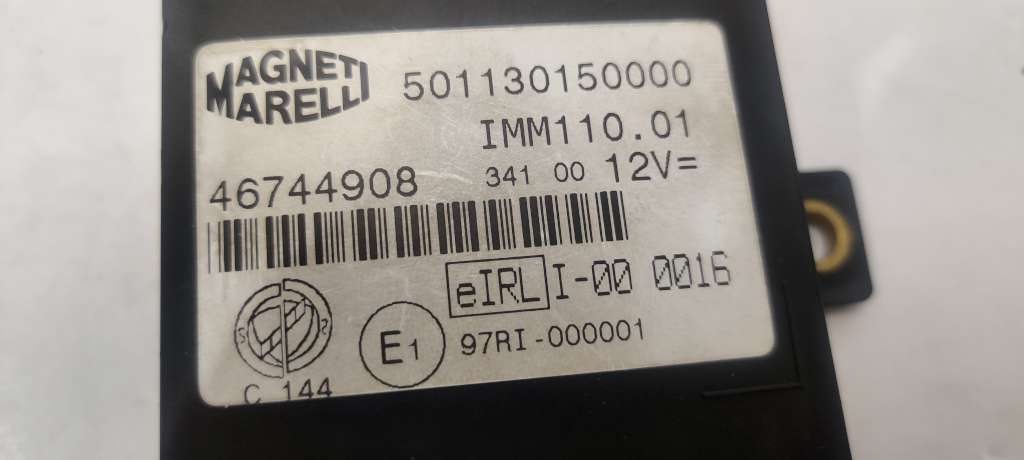 MAGNETI
MARELLI
501130150000
IMM110.01
46744908
341 00 12V=
eIRL I-00 0016
E1
97RI-000001
C 144